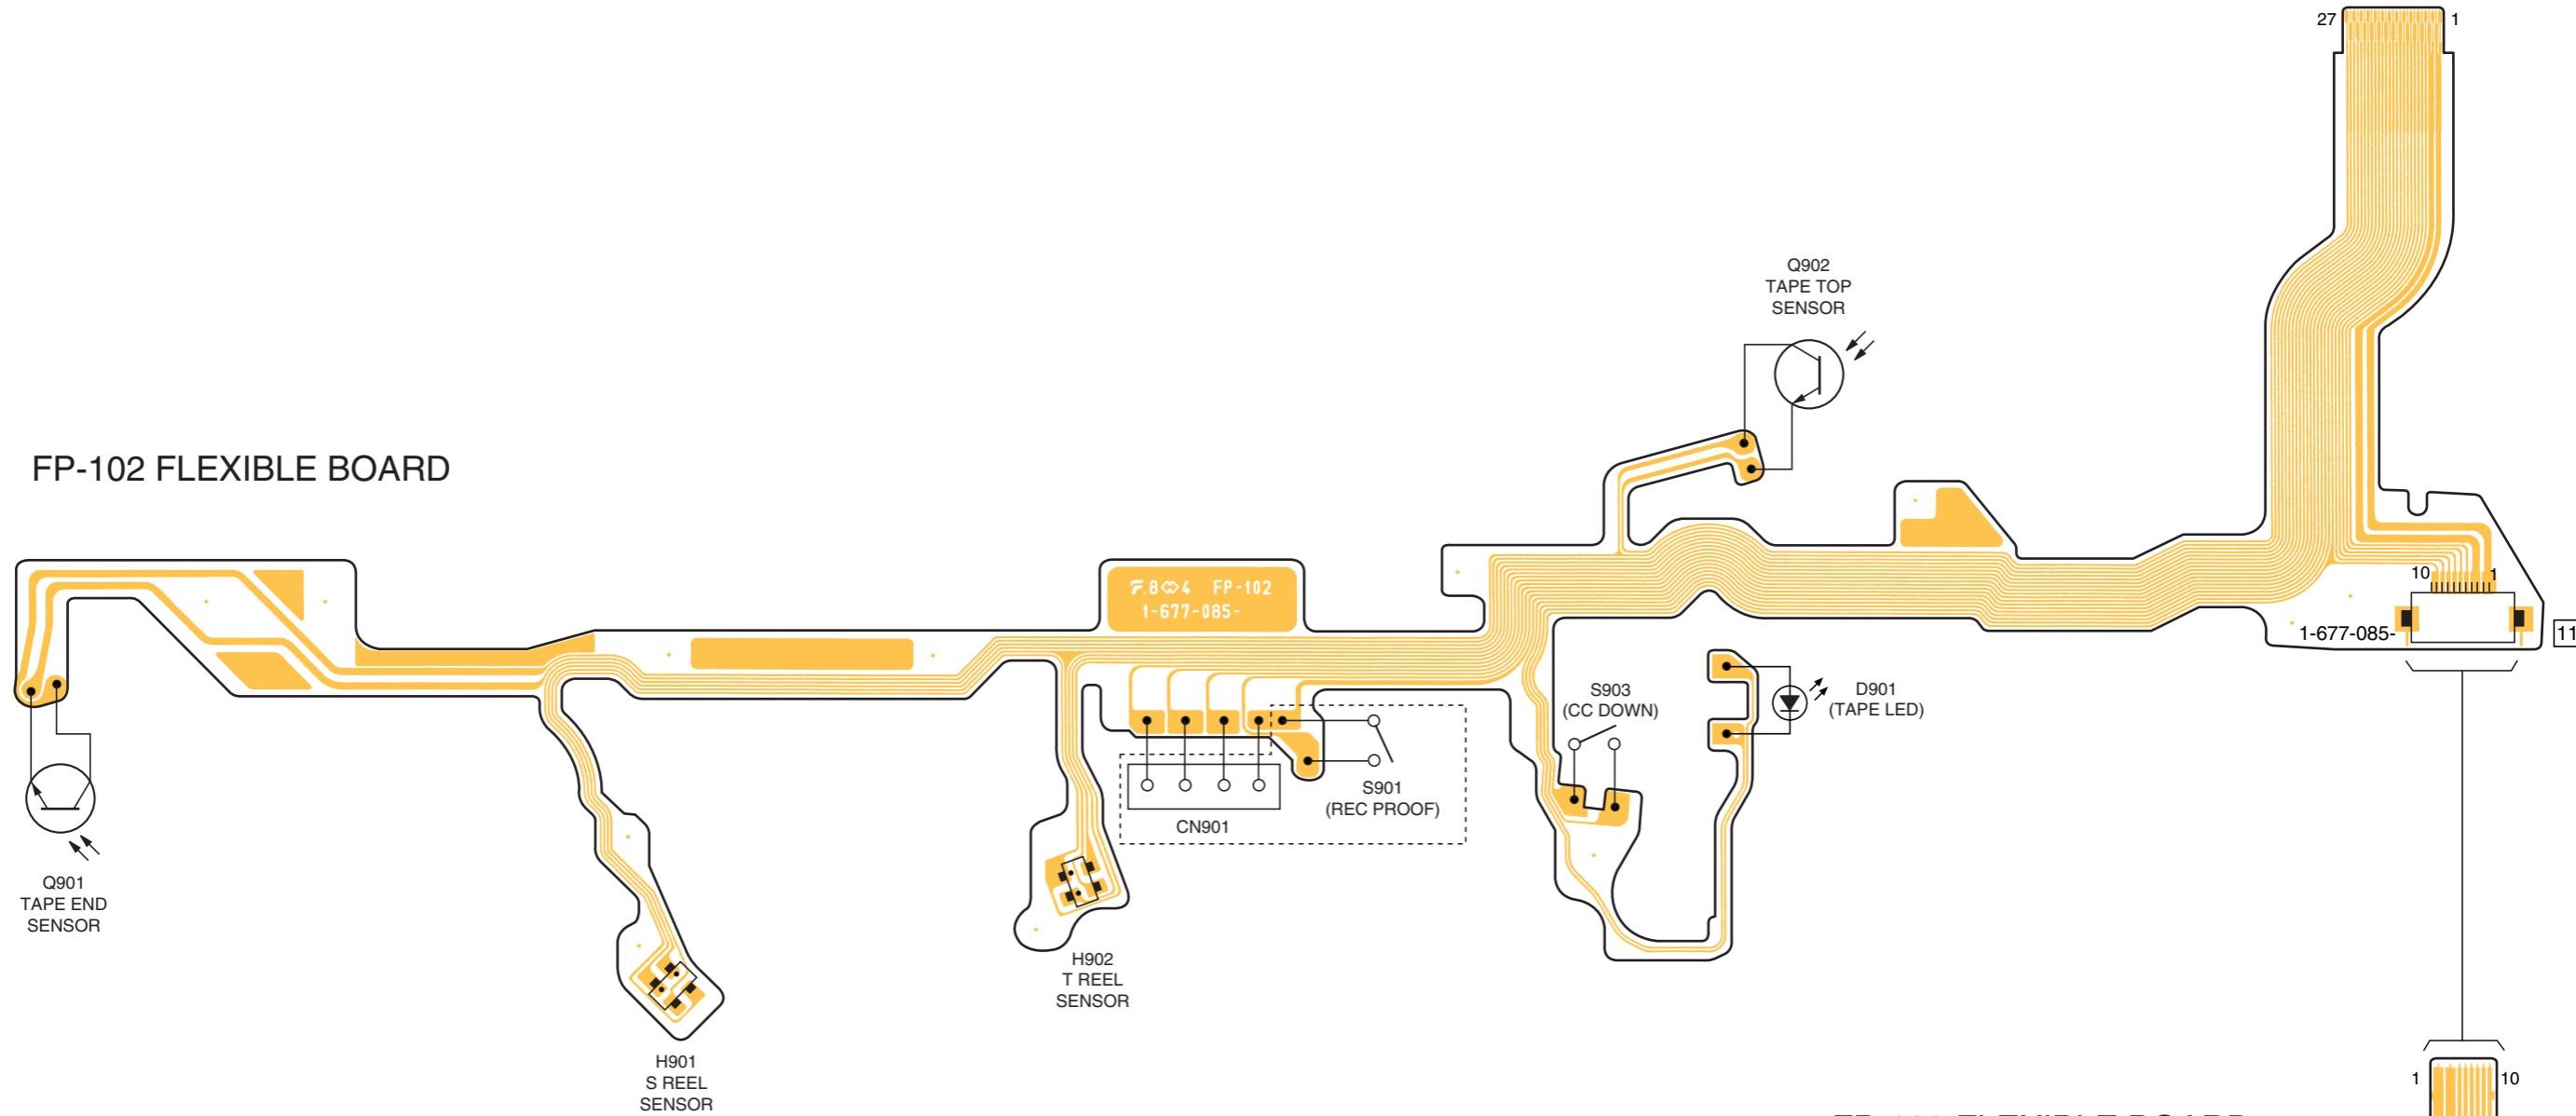 27
1
Q902
TAPE TOP
SENSOR
FP-102 FLEXIBLE BOARD
F.8 4 FP-102
1-677-085-
10
1
1-677-085-
11
S903
(CC DOWN)
D901
(TAPE LED)
S901
(REC PROOF)
CN901
Q901
TAPE END
SENSOR
H902
T REEL
SENSOR
H901
S REEL
SENSOR
1
10